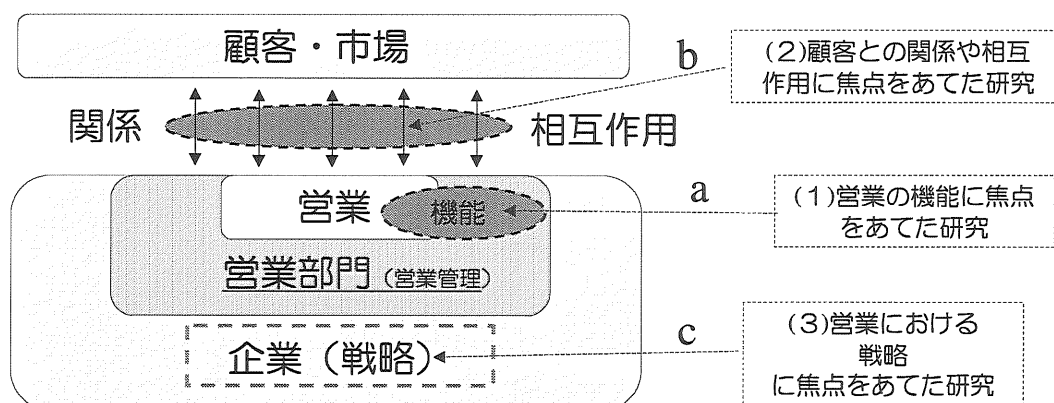 顧客・市場
b
(2)顧客との関係や相互
作用に焦点をあてた研究
関係
相互作用
a
営業
機能
(1)営業の機能に焦点
をあてた研究
営業部門(営業管理)
c
企業(戦略)
(3)営業における
戦略
に焦点をあてた研究